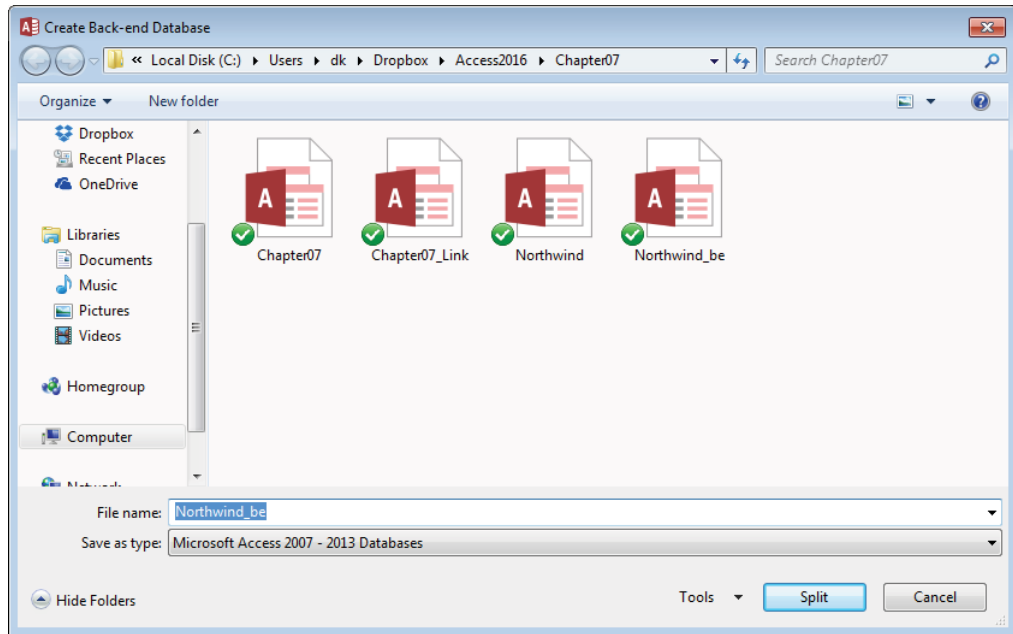 Create Back-end Database
« Local Disk (C:) Users dk Dropbox Access2016 Chapter07
Search Chapter07
Organize New folder
Dropbox
Recent Places
OneDrive
Libraries
Documents
Music
Pictures
Videos
Homegroup
Computer
Network
A A A A
Chapter07 Chapter07_Link Northwind Northwind_be
File name: Northwind_be
Save as type: Microsoft Access 2007 - 2013 Databases
Hide Folders Tools Split Cancel